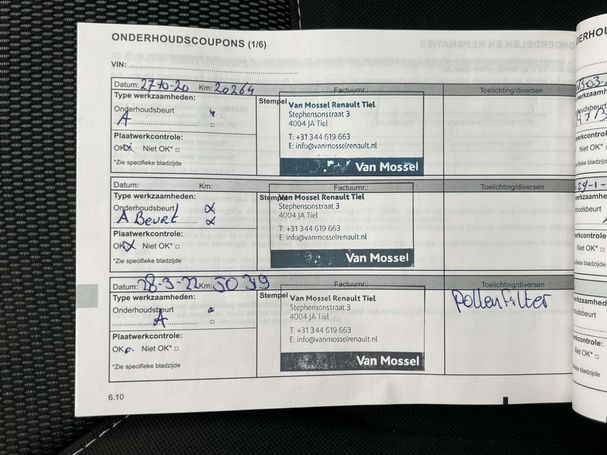 ONDERHOUDSCOUPONS (1/6)
VIN:
Datum: 27-10-20 Km: 20264 Factuurnr.: Toelichting/diversen
Type werkzaamheden:
Stempel
Onderhoudsbeurt
A
Plaatwerkcontrole:
OK Niet OK*
*Zie specifieke bladzijde
Van Mossel Renault Tiel
Stephensonstraat 3
4004 JA Tiel
T: +31 344 619 663
E: info@vanmosselrenault.nl
Van Mossel
Datum: Km: Factuurnr.: Toelichting/diversen
Type werkzaamheden:
Stempel
Onderhoudsbeurt
A Beurt
Plaatwerkcontrole:
OK Niet OK*
*Zie specifieke bladzijde
Van Mossel Renault Tiel
Stephensonstraat 3
4004 JA Tiel
T: +31 344 619 663
E: info@vanmosselrenault.nl
Van Mossel
Datum: 28-3-22 Km: Factuurnr.: Toelichting/diversen
Type werkzaamheden:
Stempel
Onderhoudsbeurt
A
Plaatwerkcontrole:
OK Niet OK*
*Zie specifieke bladzijde
Van Mossel Renault Tiel
Stephensonstraat 3
4004 JA Tiel
T: +31 344 619 663
E: info@vanmosselrenault.nl
Van Mossel
pollenfilter
6.10